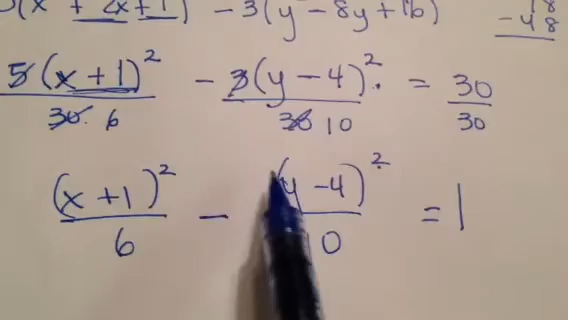 (x + 2x + 1) - 3(y - 8y + 16)
- 48
5(x + 1)² - 3(y - 4)² = 30
30 6 30 10 30
(x + 1)² - (y - 4)² = 1
6 10